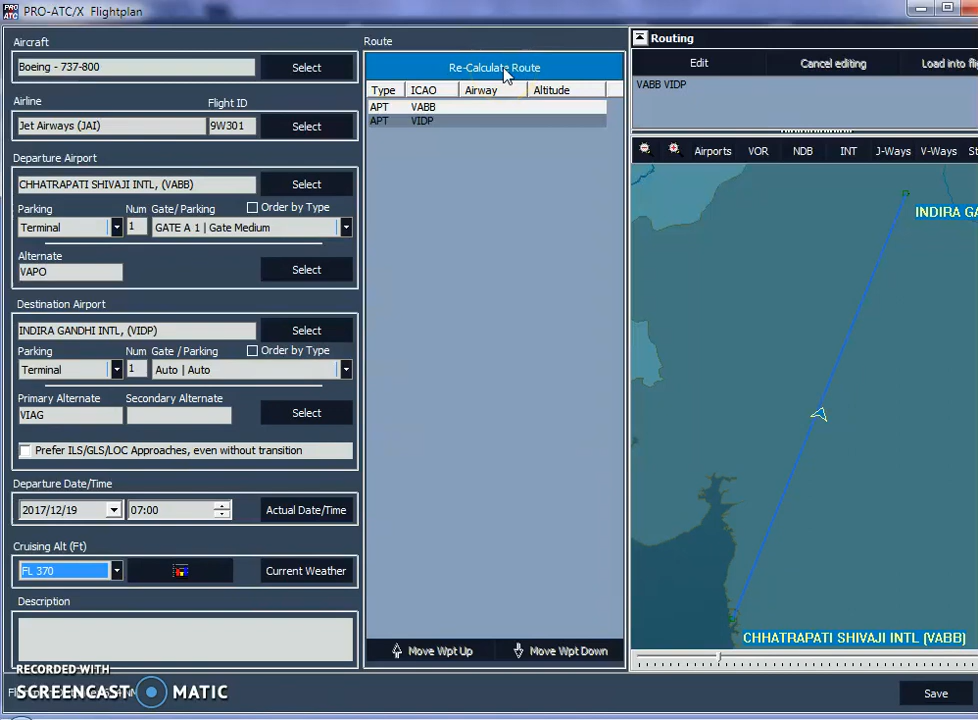 PRO-ATC/X Flightplan
Aircraft
Boeing - 737-800
Select
Airline
Flight ID
Jet Airways (JAI)
9W301
Select
Departure Airport
CHHATRAPATI SHIVAJI INTL, (VABB)
Select
Parking
Num
Gate/Parking
Order by Type
Terminal
1
GATE A 1 | Gate Medium
Alternate
VAPO
Select
Destination Airport
INDIRA GANDHI INTL, (VIDP)
Select
Parking
Num
Gate / Parking
Order by Type
Terminal
1
Auto | Auto
Primary Alternate
Secondary Alternate
VIAG
Select
Prefer ILS/GLS/LOC Approaches, even without transition
Departure Date/Time
2017/12/19
07:00
Actual Date/Time
Cruising Alt (Ft)
FL 370
Current Weather
Description
Route
Re-Calculate Route
Type ICAO Airway Altitude
APT VABB
APT VIDP
Move Wpt Up
Move Wpt Down
Routing
Edit
Cancel editing
Load into fli
VABB VIDP
Airports VOR NDB INT J-Ways V-Ways St
INDIRA GA
CHHATRAPATI SHIVAJI INTL (VABB)
RECORDED WITH
SCREENCAST MATIC
Save